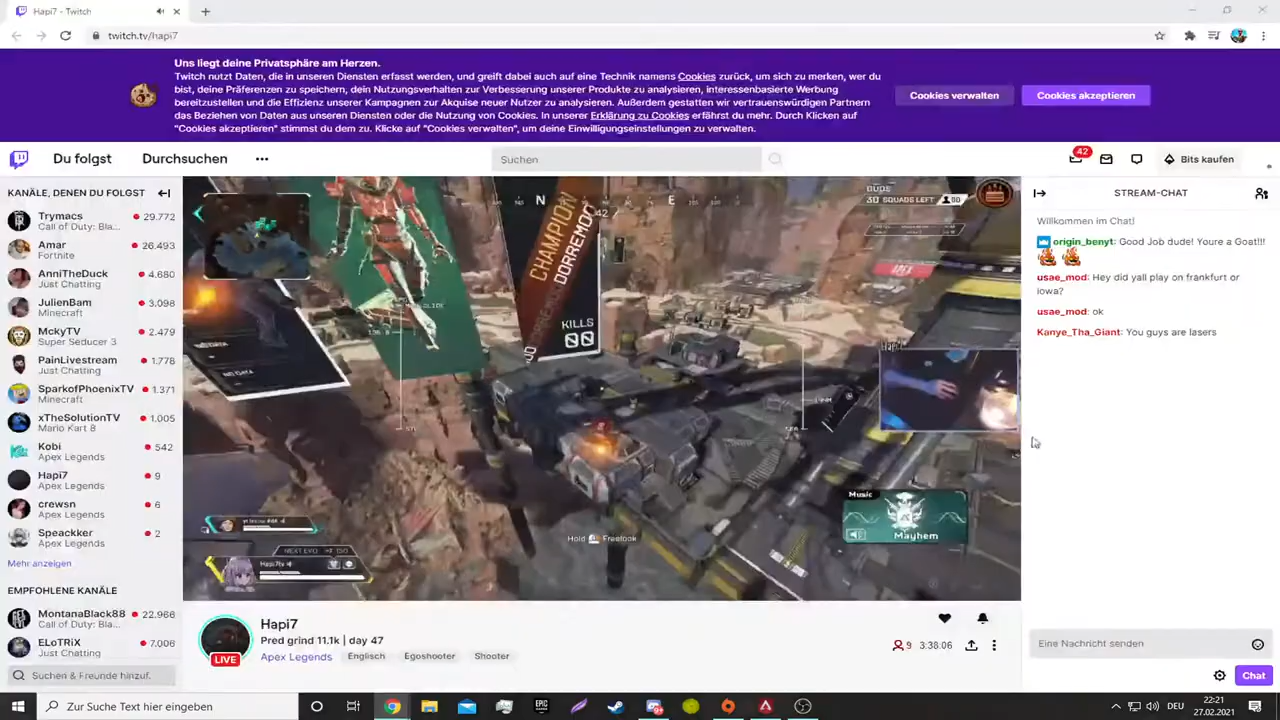 Hapi7 - Twitch
twitch.tv/hapi7
Uns liegt deine Privatsphäre am Herzen.
Twitch nutzt Daten, die in unseren Diensten erfasst werden, und greift dabei auch auf eine Technik namens Cookies zurück, um sich zu merken, wer du
bist, deine Präferenzen zu speichern, dein Nutzungsverhalten zur Verbesserung unserer Produkte zu analysieren, interessenbasierte Werbung
bereitzustellen und die Effizienz unserer Kampagnen zur Akquise neuer Nutzer zu analysieren. Außerdem gestatten wir vertrauenswürdigen Partnern
das Beziehen von Daten aus unseren Diensten oder die Nutzung von Cookies. In unserer Erklärung zu Cookies erfährst du mehr. Durch Klicken auf
"Cookies akzeptieren" stimmst du dem zu. Klicke auf "Cookies verwalten", um deine Einwilligungseinstellungen zu verwalten.
Cookies verwalten
Cookies akzeptieren
Du folgst
Durchsuchen
Suchen
42
Bits kaufen
KANÄLE, DENEN DU FOLGST
Trymacs 29.772
Call of Duty: Bla...
Amar 26.493
Fortnite
AnniTheDuck 4.680
Just Chatting
JulienBam 3.098
Minecraft
MckyTV 2.479
Super Seducer 3
PainLivestream 1.778
Just Chatting
SparkofPhoenixTV 1.371
Minecraft
xTheSolutionTV 1.005
Mario Kart 8
Kobi 542
Apex Legends
Hapi7 9
Apex Legends
crewsn 6
Apex Legends
Speackker 2
Apex Legends
Mehr anzeigen
EMPFOHLENE KANÄLE
MontanaBlack88 22.966
Call of Duty: Bla...
ELoTRiX 7.006
Just Chatting
Suchen & Freunde hinzuf.
N
E
42
30 SQUADS LEFT
CHAMPION
DORREMOC
KILLS
00
APEX
Hold Freelook
Music
Mayhem
Hapi7
Pred grind 11.1k | day 47
Apex Legends Englisch Egoshooter Shooter
LIVE
9 3:38:06
STREAM-CHAT
Willkommen im Chat!
origin_benyt: Good Job dude! Youre a Goat!!!
usae_mod: Hey did yall play on frankfurt or
iowa?
usae_mod: ok
Kanye_Tha_Giant: You guys are lasers
Eine Nachricht senden
Chat
Zur Suche Text hier eingeben
EPIC
DEU
22:21
27.02.2021